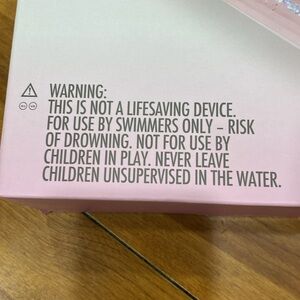 WARNING:
THIS IS NOT A LIFESAVING DEVICE.
FOR USE BY SWIMMERS ONLY – RISK
OF DROWNING. NOT FOR USE BY
CHILDREN IN PLAY. NEVER LEAVE
CHILDREN UNSUPERVISED IN THE WATER.